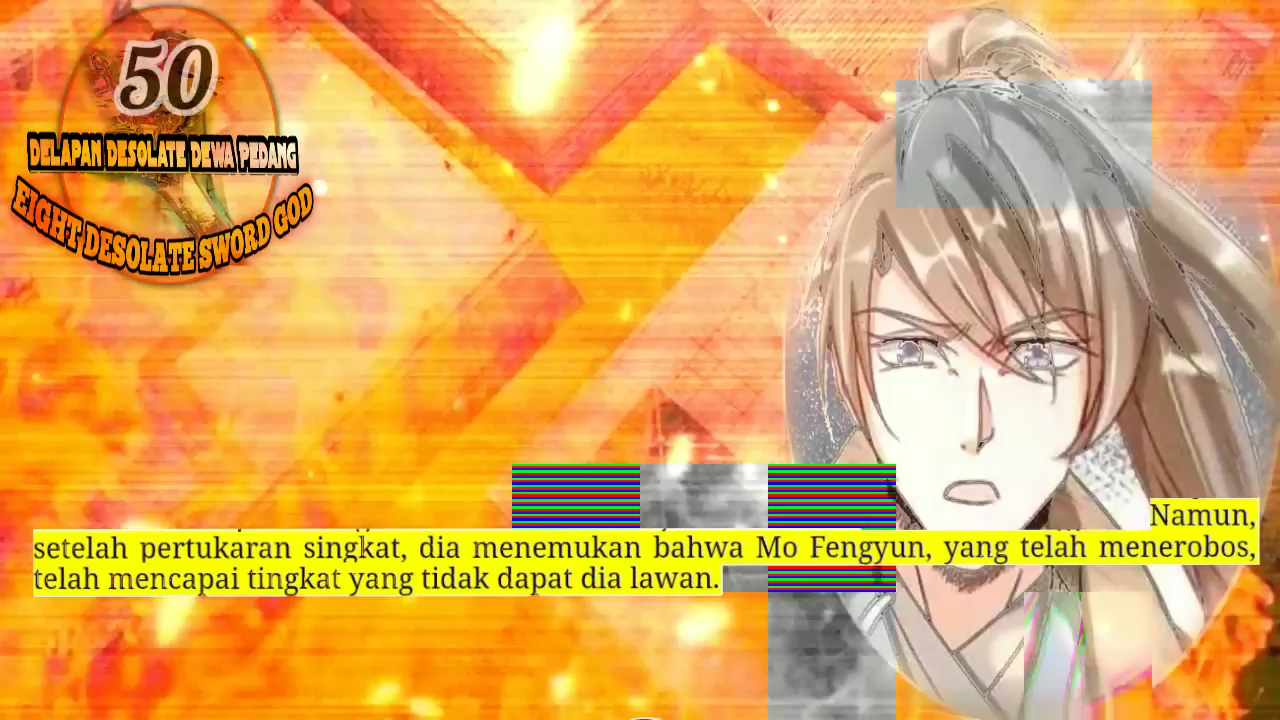 50
DELAPAN DESOLATE DEWA PEDANG
EIGHT DESOLATE SWORD GOD
Namun,
setelah pertukaran singkat, dia menemukan bahwa Mo Fengyun, yang telah menerobos,
telah mencapai tingkat yang tidak dapat dia lawan.